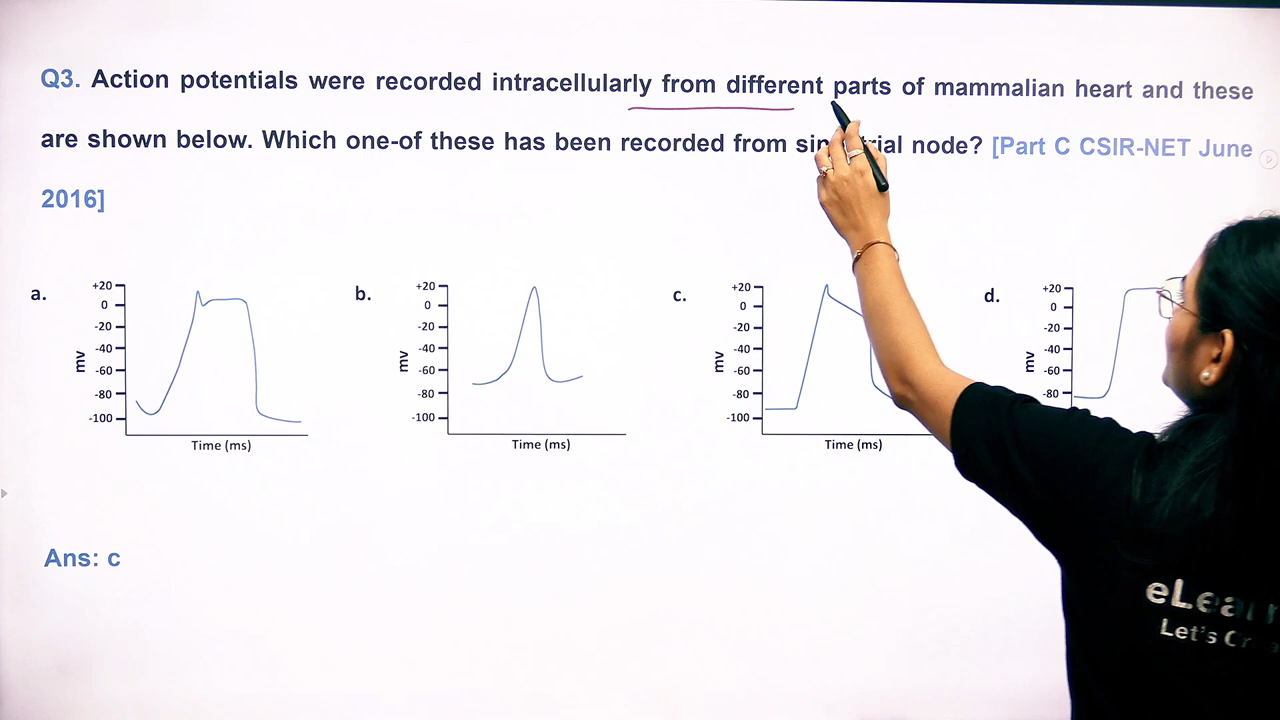 Q3. Action potentials were recorded intracellularly from different parts of mammalian heart and these
are shown below. Which one-of these has been recorded from node? [Part C CSIR-NET June
2016]
a. b. c. d.
+20 +20 +20 +20
0 0 0 0
-20 -20 -20 -20
-40 -40 -40 -40
-60 -60 -60 -60
-80 -80 -80 -80
-100 -100 -100
mv mv mv mv
Time (ms) Time (ms) Time (ms)
Ans: c
Let's